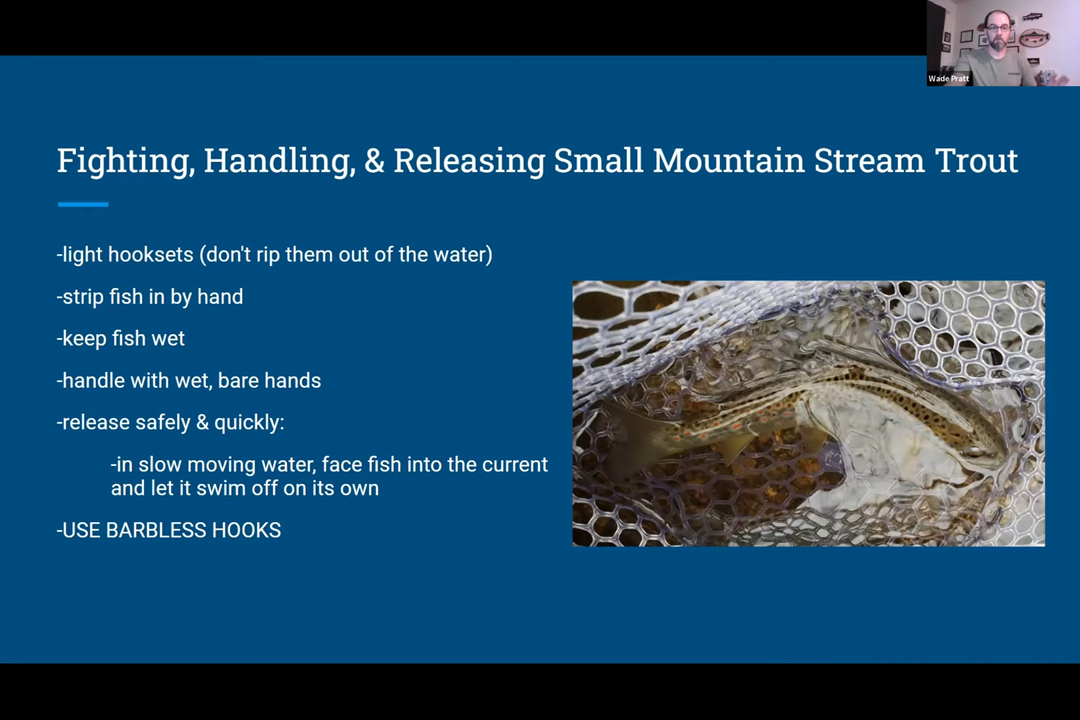 Wade Pratt
Fighting, Handling, & Releasing Small Mountain Stream Trout
-light hooksets (don't rip them out of the water)
-strip fish in by hand
-keep fish wet
-handle with wet, bare hands
-release safely & quickly:
-in slow moving water, face fish into the current
and let it swim off on its own
-USE BARBLESS HOOKS